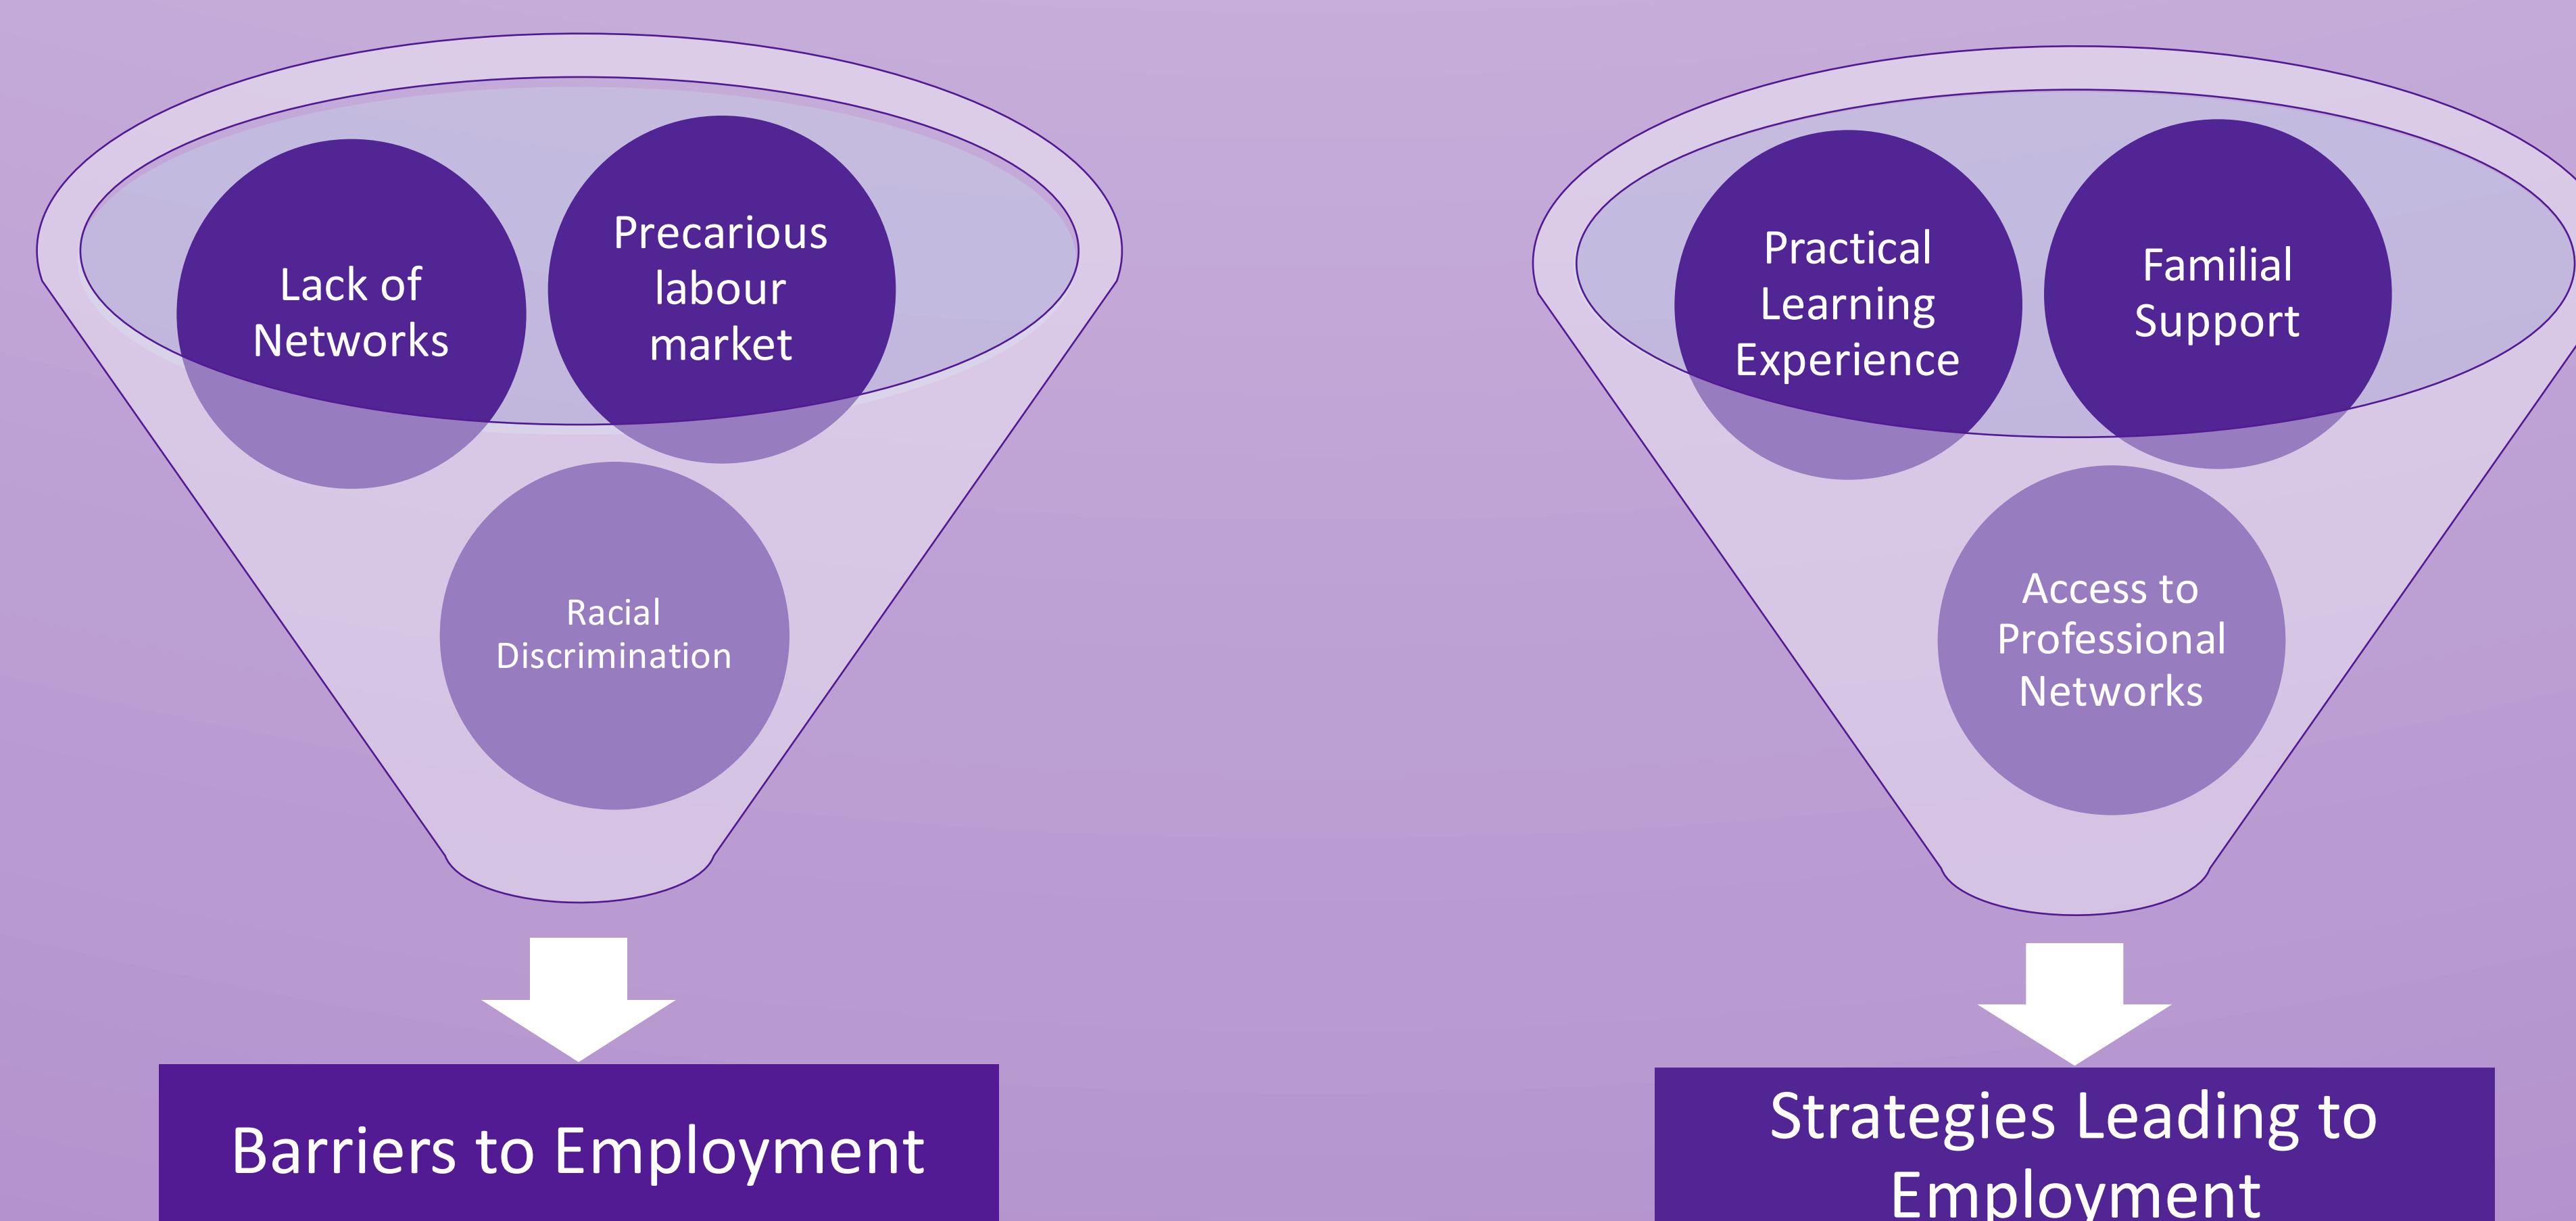 Lack of
Networks
Precarious
labour
market
Racial
Discrimination
Barriers to Employment
Practical
Learning
Experience
Familial
Support
Access to
Professional
Networks
Strategies Leading to
Employment